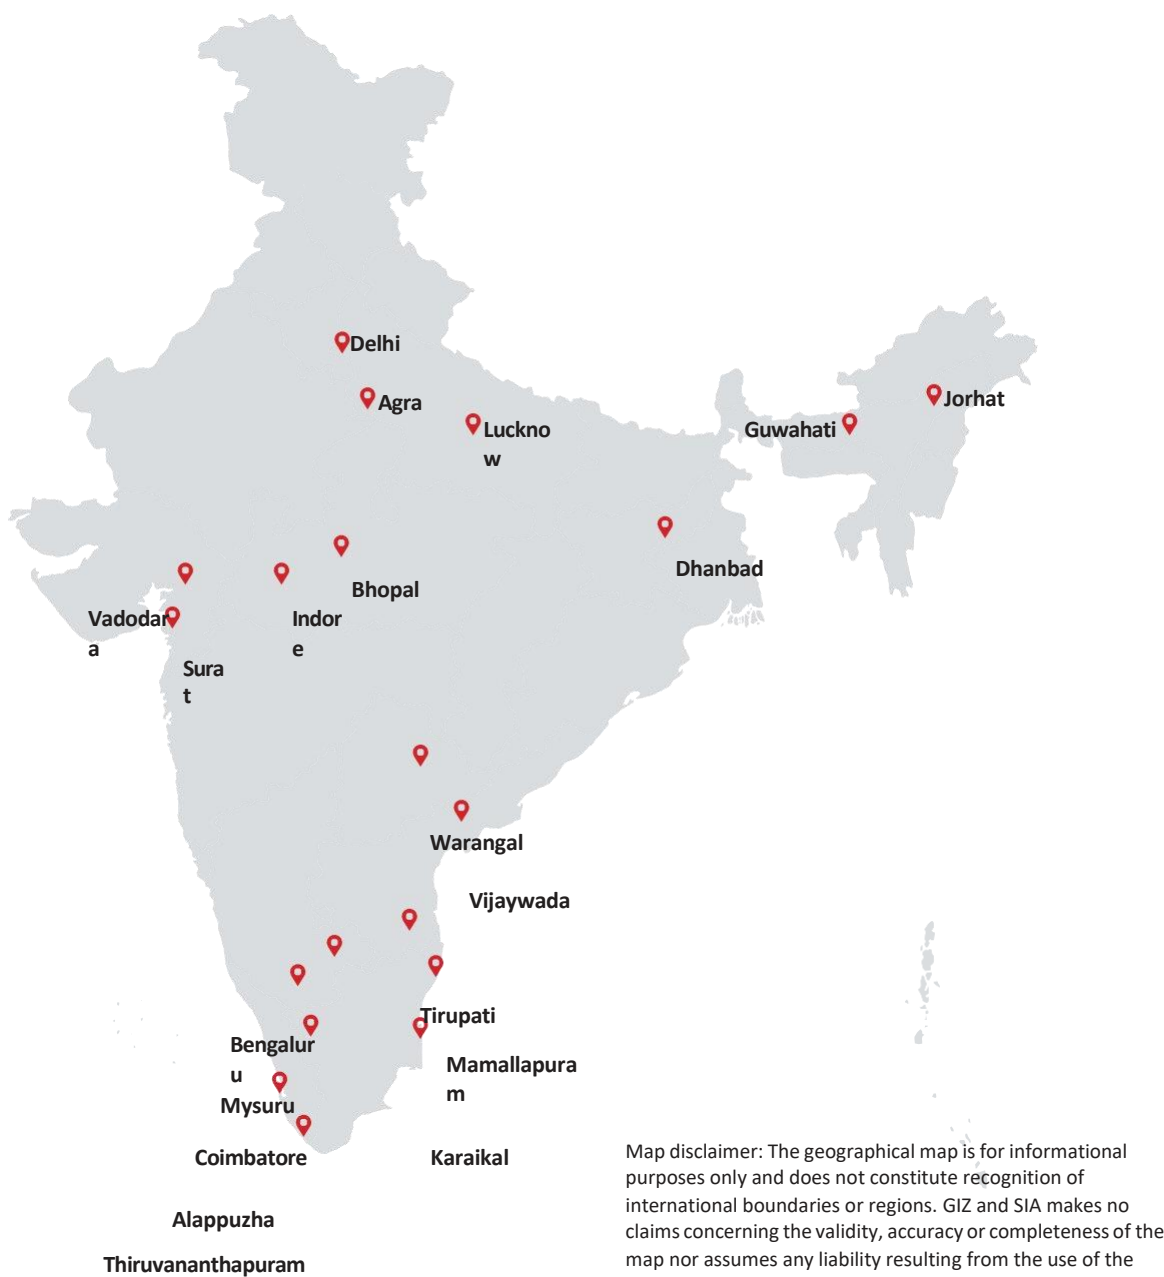 Delhi
Agra
Luckno
w
Guwahati
Jorhat
Dhanbad
Bhopal
Vadodar
a
Indor
e
Sura
t
Warangal
Vijaywada
Tirupati
Bengalur
u
Mamallapura
m
Mysuru
Coimbatore
Karaikal
Alappuzha
Thiruvananthapuram
Map disclaimer: The geographical map is for informational
purposes only and does not constitute recognition of
international boundaries or regions. GIZ and SIA makes no
claims concerning the validity, accuracy or completeness of the
map nor assumes any liability resulting from the use of the